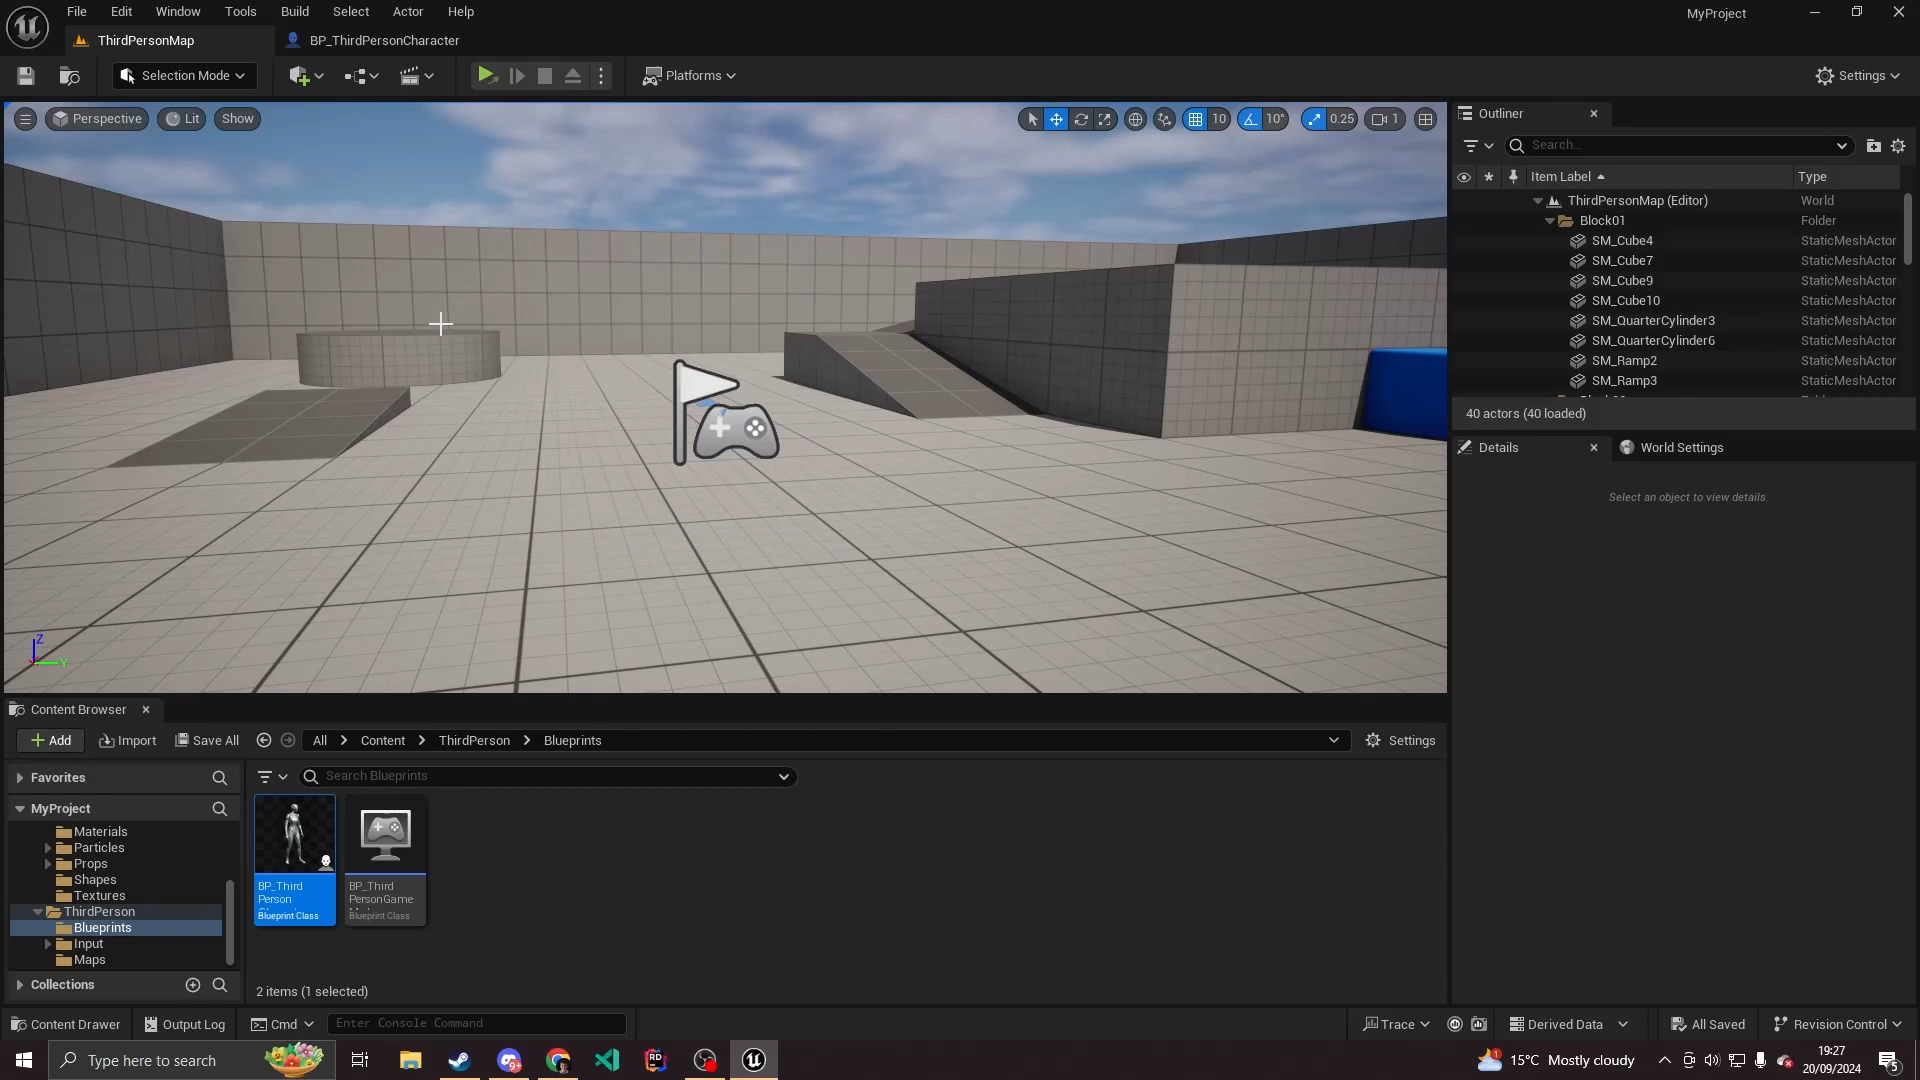 File Edit Window Tools Build Select Actor Help
MyProject
ThirdPersonMap
BP_ThirdPersonCharacter
Selection Mode
Platforms
Settings
Perspective
Lit
Show
10
10°
0.25
1
Outliner
Search...
Item Label
Type
ThirdPersonMap (Editor) World
Block01 Folder
SM_Cube4 StaticMeshActor
SM_Cube7 StaticMeshActor
SM_Cube9 StaticMeshActor
SM_Cube10 StaticMeshActor
SM_QuarterCylinder3 StaticMeshActor
SM_QuarterCylinder6 StaticMeshActor
SM_Ramp2 StaticMeshActor
SM_Ramp3 StaticMeshActor
40 actors (40 loaded)
Details
World Settings
Select an object to view details.
Z
Y
Content Browser
Add
Import
Save All
All
Content
ThirdPerson
Blueprints
Settings
Favorites
Search Blueprints
MyProject
Materials
Particles
Props
Shapes
Textures
ThirdPerson
Blueprints
Input
Maps
Collections
BP_Third
Person
Blueprint Class
BP_Third
PersonGame
Blueprint Class
2 items (1 selected)
Content Drawer
Output Log
Cmd
Enter Console Command
Trace
Derived Data
All Saved
Revision Control
Type here to search
9+
RD
1
15°C Mostly cloudy
19:27
20/09/2024
5